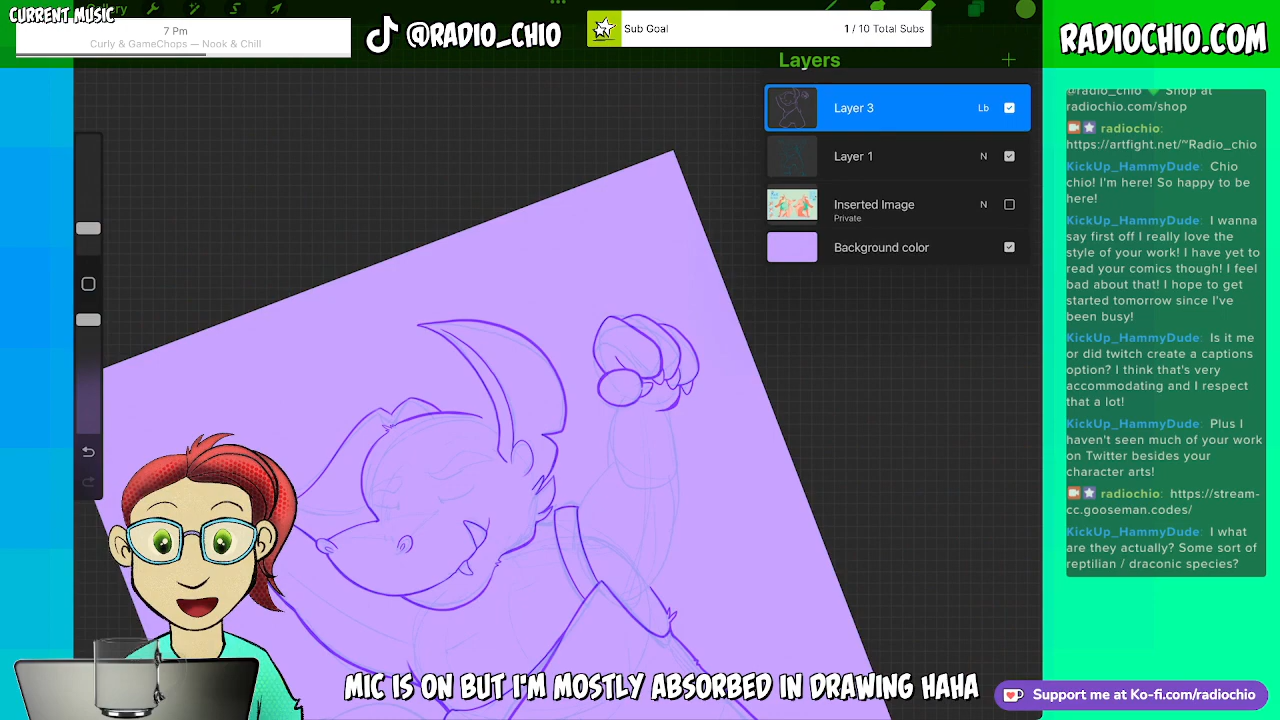 CURRENT MUSIC
Gallery
7 Pm
Curly & GameChops — Nook & Chill
@RADIO_CHIO
Sub Goal
1 / 10 Total Subs
RADIOCHIO.COM
Layers
Layer 3
Lb
Layer 1
N
Inserted Image
N
Private
Background color
@radio_chio 💚 Shop at
radiochio.com/shop
radiochio:
https://artfight.net/~Radio_chio
KickUp_HammyDude: Chio
chio! I'm here! So happy to be
here!
KickUp_HammyDude: I wanna
say first off I really love the
style of your work! I have yet to
read your comics though! I feel
bad about that! I hope to get
started tomorrow since I've
been busy!
KickUp_HammyDude: Is it me
or did twitch create a captions
option? I think that's very
accommodating and I respect
that a lot!
KickUp_HammyDude: Plus I
haven't seen much of your work
on Twitter besides your
character arts!
radiochio: https://stream-
cc.gooseman.codes/
KickUp_HammyDude: I what
are they actually? Some sort of
reptilian / draconic species?
MIC IS ON BUT I'M MOSTLY ABSORBED IN DRAWING HAHA
Support me at Ko-fi.com/radiochio